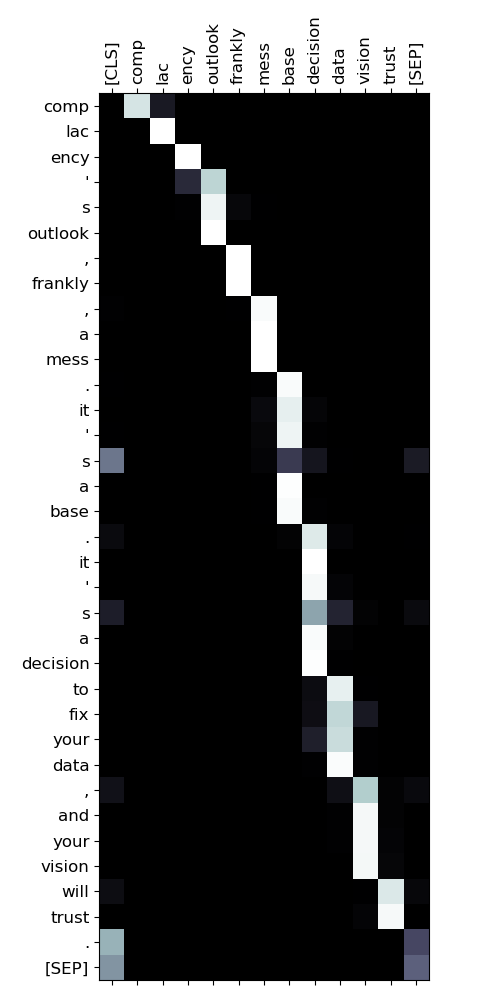 [CLS]
comp
lac
ency
outlook
frankly
mess
base
decision
data
vision
trust
[SEP]
comp
lac
ency
'
s
outlook
,
frankly
,
a
mess
.
it
'
s
a
base
.
it
'
s
a
decision
to
fix
your
data
,
and
your
vision
will
trust
.
[SEP]